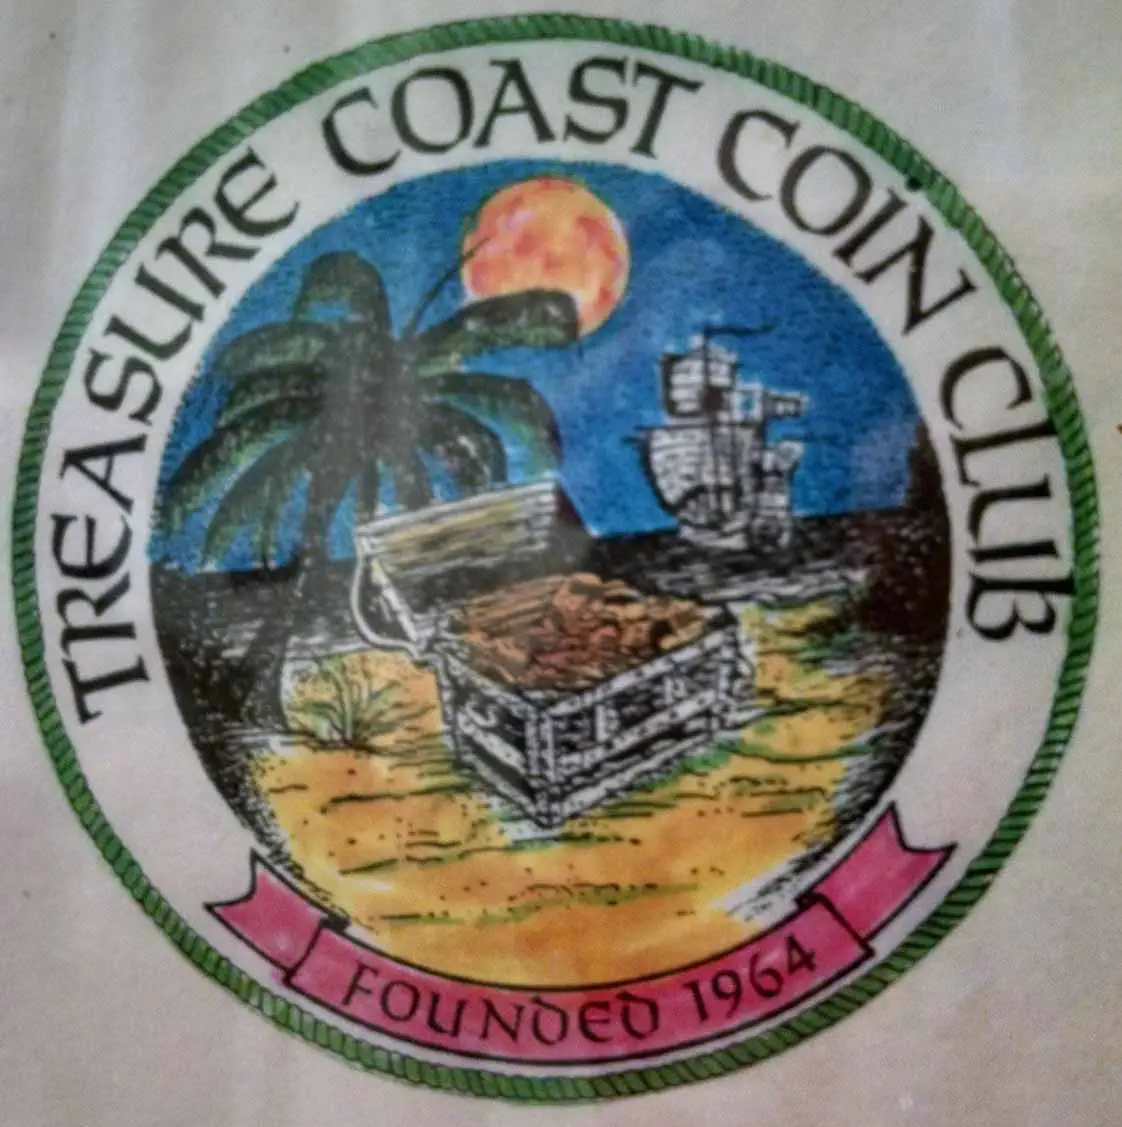 TREASURE COAST COIN CLUB
FOUNDED 1964